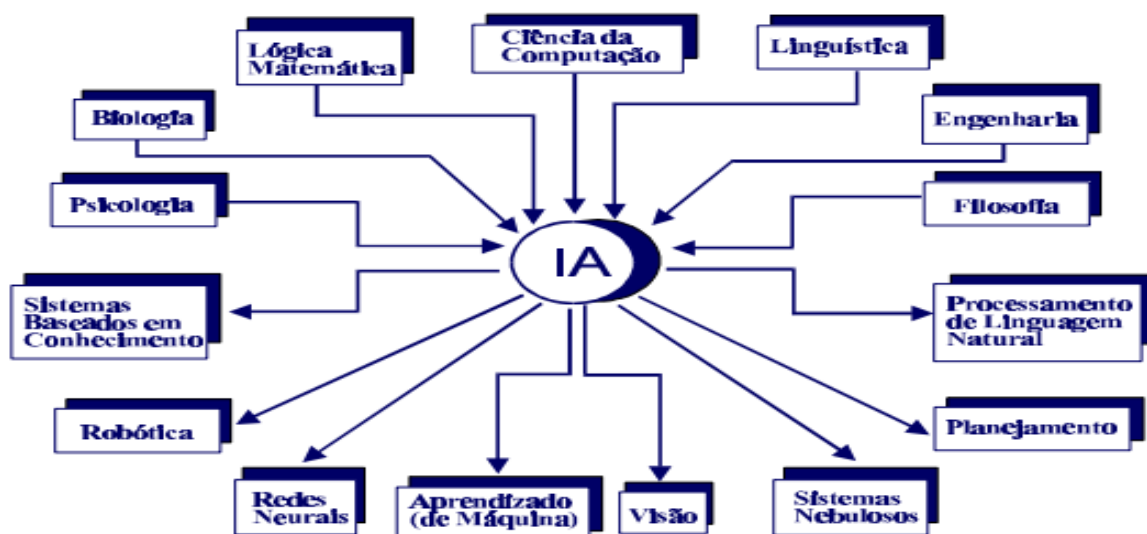 Lógica
Matemática
Ciência da
Computação
Linguística
Biologia
Engenharia
Psicologia
Filosofia
IA
Sistemas
Baseados em
Conhecimento
Processamento
de Linguagem
Natural
Robótica
Planejamento
Redes
Neurais
Aprendizado
(de Máquina)
Visão
Sistemas
Nebulosos